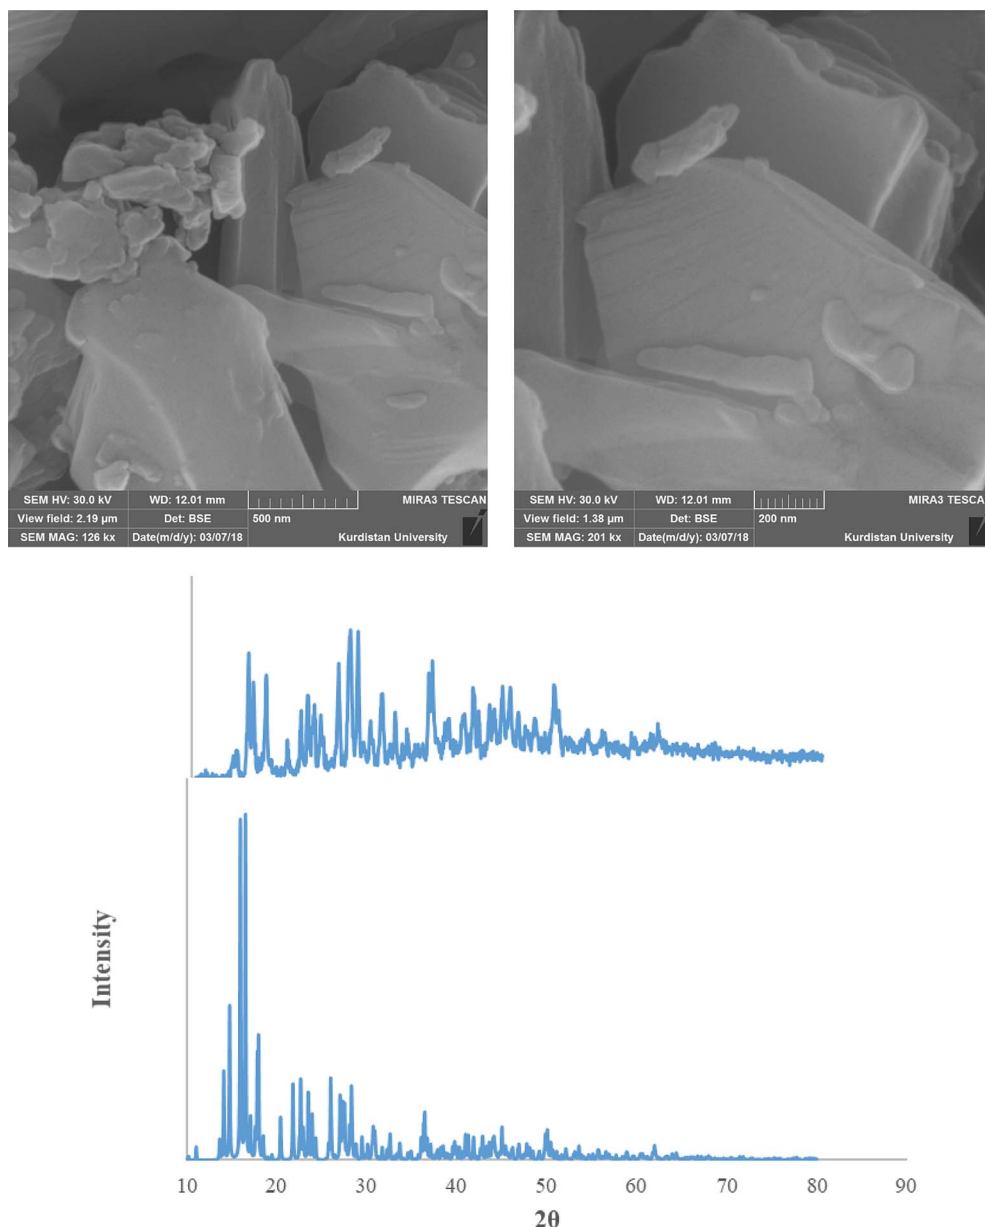 SEM HV: 30.0 kV WD: 12.01 mm MIRA3 TESCAN
View field: 2.19 µm Det: BSE 500 nm
SEM MAG: 126 kx Date(m/d/y): 03/07/18 Kurdistan University
SEM HV: 30.0 kV WD: 12.01 mm MIRA3 TESCA
View field: 1.38 µm Det: BSE 200 nm
SEM MAG: 201 kx Date(m/d/y): 03/07/18 Kurdistan University
Intensity
10 20 30 40 50 60 70 80 90
2θ